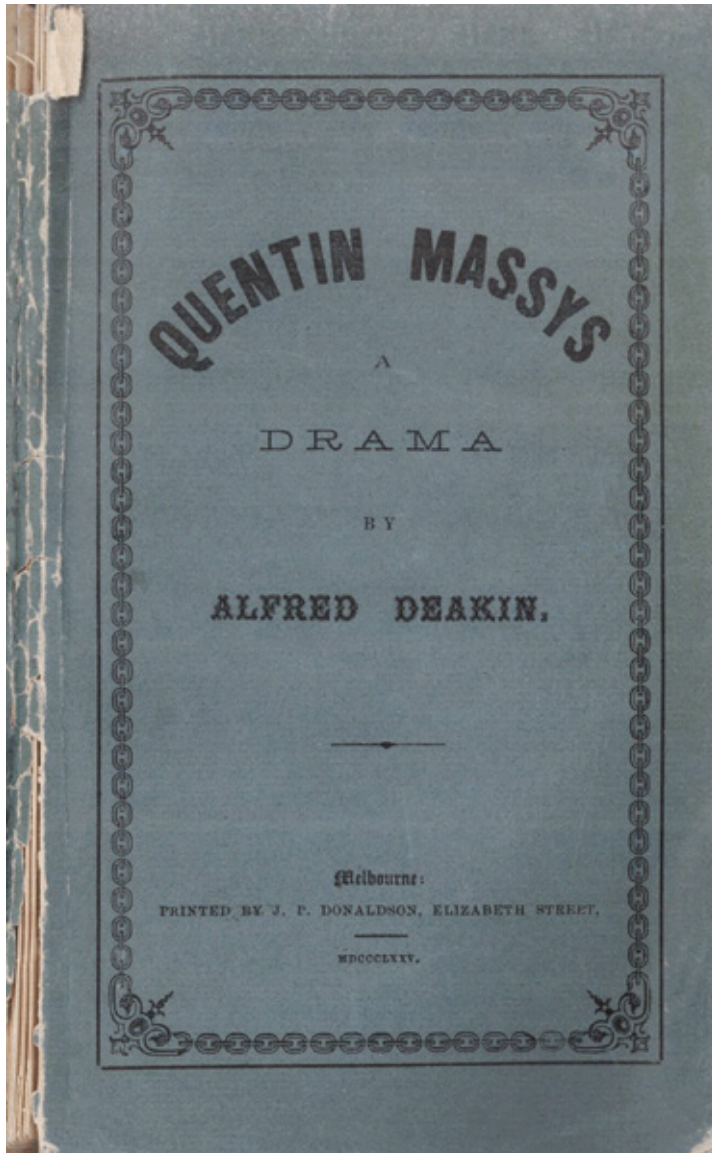 QUENTIN MASSYS
A
DRAMA
BY
ALFRED DEAKIN.
Melbourne:
PRINTED BY J. P. DONALDSON, ELIZABETH STREET.
MDCCCLXXV.